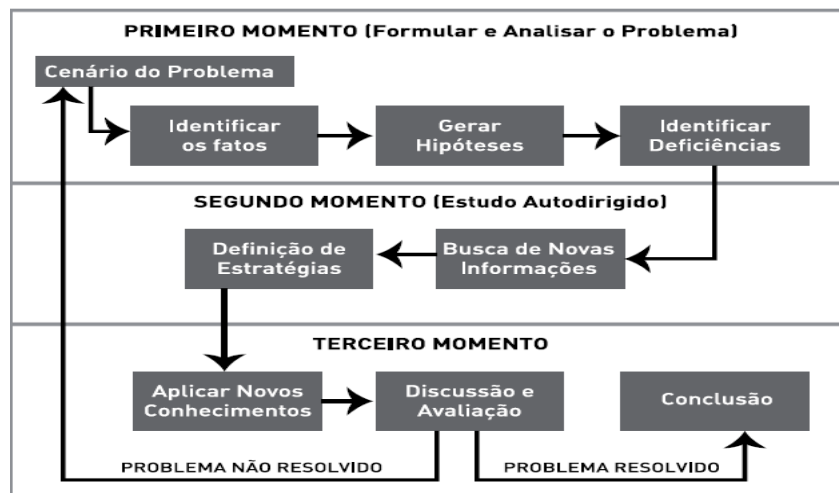 PRIMEIRO MOMENTO (Formular e Analisar o Problema)
Cenário do Problema
Identificar
os fatos
Gerar
Hipóteses
Identificar
Deficiências
SEGUNDO MOMENTO (Estudo Autodirigido)
Definição de
Estratégias
Busca de Novas
Informações
TERCEIRO MOMENTO
Aplicar Novos
Conhecimentos
Discussão e
Avaliação
Conclusão
PROBLEMA NÃO RESOLVIDO
PROBLEMA RESOLVIDO